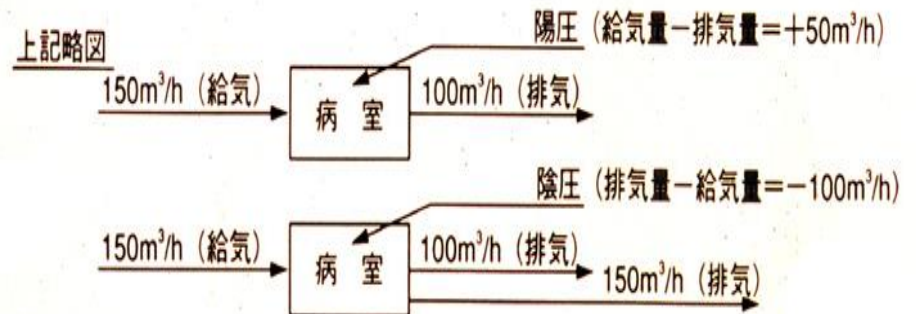 陽圧（給気量－排気量＝＋50m³/h）
上記略図
150m³/h（給気）
病 室
100m³/h（排気）
陰圧（排気量－給気量＝－100m³/h）
150m³/h（給気）
病 室
100m³/h（排気）
150m³/h（排気）